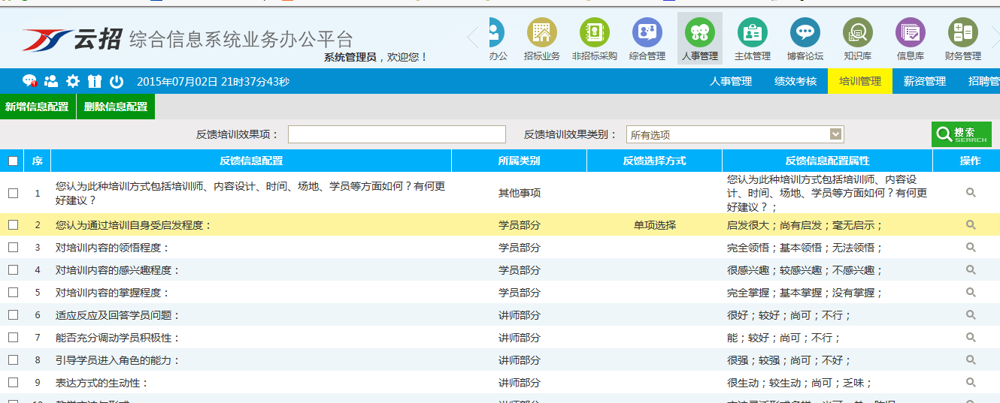 云招 综合信息系统业务办公平台
系统管理员，欢迎您！
办公 招标业务 非招标采购 综合管理 人事管理 主体管理 博客论坛 知识库 信息库 财务管理
2015年07月02日 21时37分43秒 人事管理 绩效考核 培训管理 薪资管理 招聘管
新增信息配置 删除信息配置
反馈培训效果项： 反馈培训效果类别： 所有选项 搜索
SEARCH
序 反馈信息配置 所属类别 反馈选择方式 反馈信息配置属性 操作
1 您认为此种培训方式包括培训师、内容设计、时间、场地、学员等方面如何？有何更
好建议？
其他事项
您认为此种培训方式包括培训师、内容设
计、时间、场地、学员等方面如何？有何更
好建议？；
2 您认为通过培训自身受启发程度： 学员部分 单项选择 启发很大；尚有启发；毫无启示；
3 对培训内容的领悟程度： 学员部分 完全领悟；基本领悟；无法领悟；
4 对培训内容的感兴趣程度： 学员部分 很感兴趣；较感兴趣；不感兴趣；
5 对培训内容的掌握程度： 学员部分 完全掌握；基本掌握；没有掌握；
6 适应反应及回答学员问题： 讲师部分 很好；较好；尚可；不行；
7 能否充分调动学员积极性： 讲师部分 能；较好；尚可；不行；
8 引导学员进入角色的能力： 讲师部分 很强；较强；尚可；不好；
9 表达方式的生动性： 讲师部分 很生动；较生动；尚可；乏味；